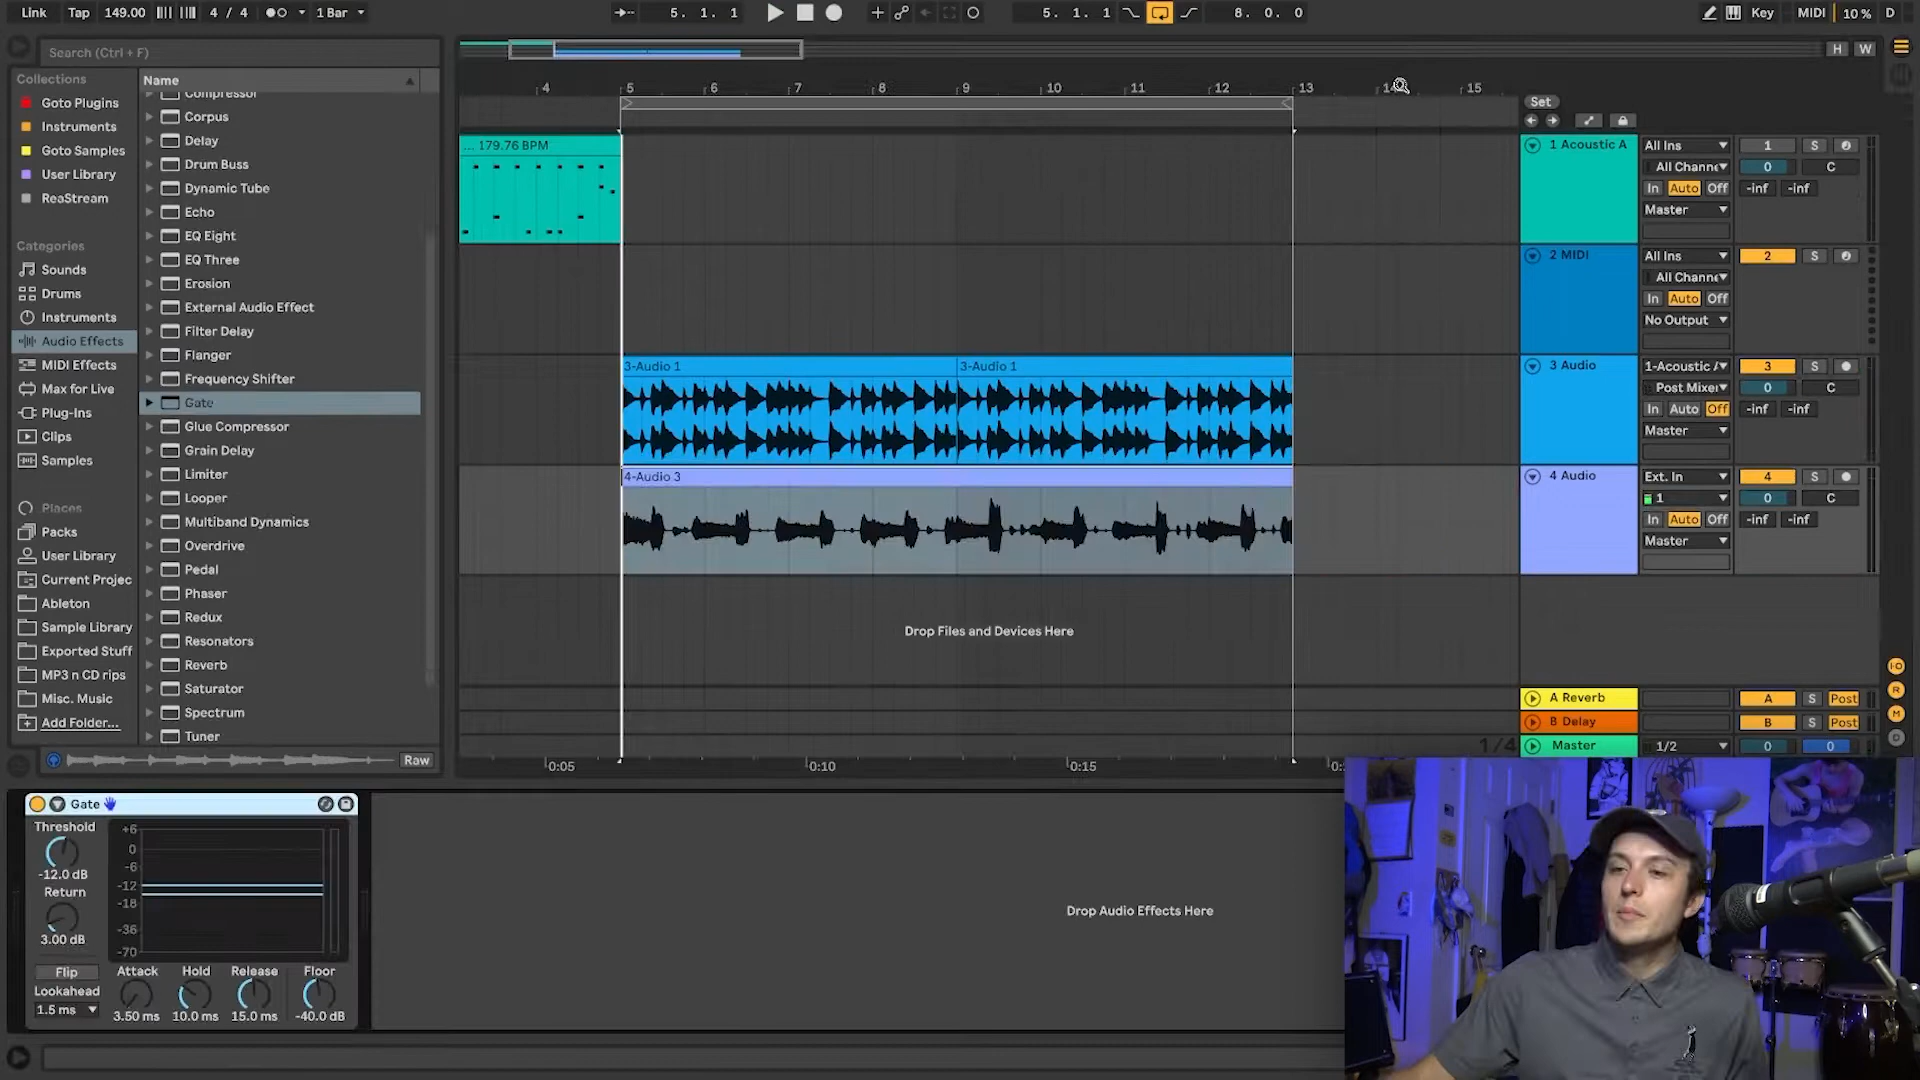 Link Tap 149.00 4 / 4 1 Bar 5. 1. 1 5. 1. 1 8. 0. 0 Key MIDI 10 % D
Search (Ctrl + F)
H W
Collections
Goto Plugins
Instruments
Goto Samples
User Library
ReaStream
Categories
Sounds
Drums
Instruments
Audio Effects
MIDI Effects
Max for Live
Plug-Ins
Clips
Samples
Places
Packs
User Library
Current Projec
Ableton
Sample Library
Exported Stuff
MP3 n CD rips
Misc. Music
Add Folder...
Name
Compressor
Corpus
Delay
Drum Buss
Dynamic Tube
Echo
EQ Eight
EQ Three
Erosion
External Audio Effect
Filter Delay
Flanger
Frequency Shifter
Gate
Glue Compressor
Grain Delay
Limiter
Looper
Multiband Dynamics
Overdrive
Pedal
Phaser
Redux
Resonators
Reverb
Saturator
Spectrum
Tuner
Raw
4 5 6 7 8 9 10 11 12 13 14 15
Set
... 179.76 BPM
3-Audio 1 3-Audio 1
4-Audio 3
Drop Files and Devices Here
1/4
0:05 0:10 0:15
1 Acoustic A All Ins 1 S
All Chann 0 C
In Auto Off -inf -inf
Master
2 MIDI All Ins 2 S
All Chann
In Auto Off
No Output
3 Audio 1-Acoustic 3 S
Post Mixer 0 C
In Auto Off -inf -inf
Master
4 Audio Ext. In 4 S
1 0 C
In Auto Off -inf -inf
Master
A Reverb A S Post
B Delay B S Post
Master 1/2 0 0
I·O
R
M
D
Gate
Threshold
-12.0 dB
Return
3.00 dB
Flip
Lookahead
1.5 ms
+6
0
-6
-12
-18
-36
-70
Attack Hold Release Floor
3.50 ms 10.0 ms 15.0 ms -40.0 dB
Drop Audio Effects Here